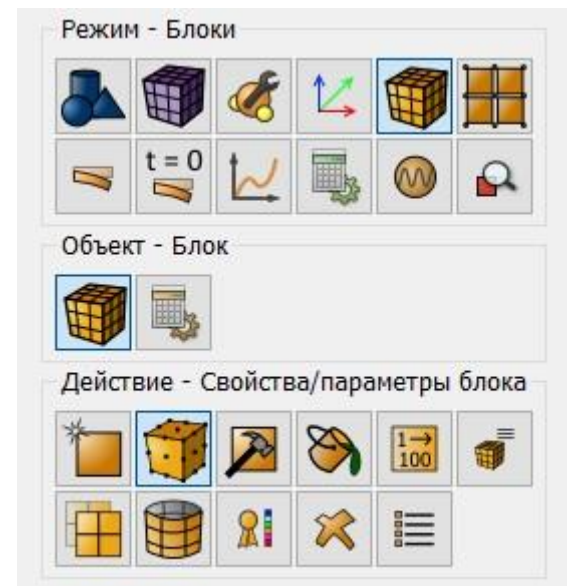 Режим - Блоки
t = 0
Объект - Блок
Действие - Свойства/параметры блока
1→
100